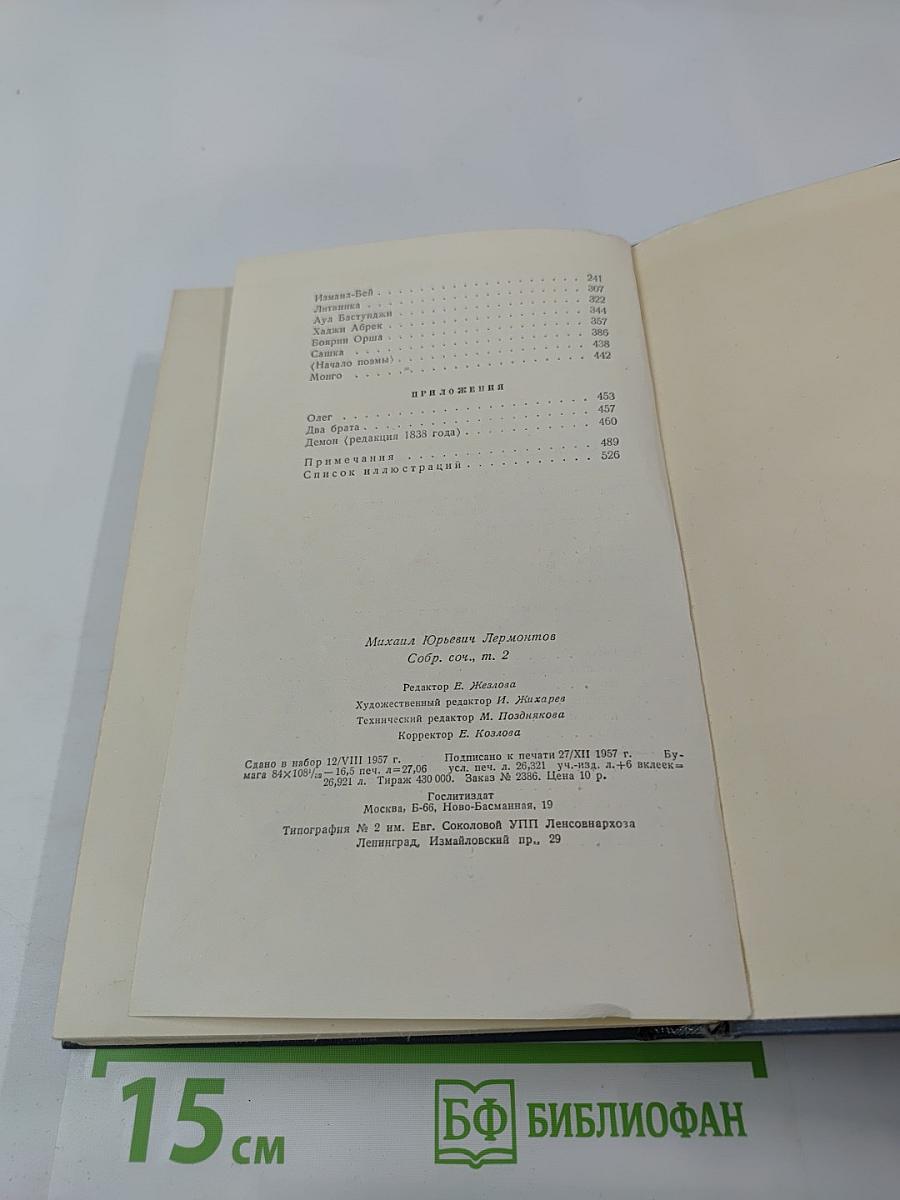 Измаил-Бей . . . . . . . . . . . . . . . . . 241
Литвинка . . . . . . . . . . . . . . . . . 307
Аул Бастунджи . . . . . . . . . . . . . . . . . 322
Хаджи Абрек . . . . . . . . . . . . . . . . . 344
Боярин Орша . . . . . . . . . . . . . . . . . 357
Сашка . . . . . . . . . . . . . . . . . 386
(Начало поэмы) . . . . . . . . . . . . . . . . . 438
Монго . . . . . . . . . . . . . . . . . 442
ПРИЛОЖЕНИЯ
Олег . . . . . . . . . . . . . . . . . 453
Два брата . . . . . . . . . . . . . . . . . 457
Демон (редакция 1838 года) . . . . . . . . . . 460
Примечания . . . . . . . . . . . . . . 489
Список иллюстраций . . . . . . . . . . 526
Михаил Юрьевич Лермонтов
Собр. соч., т. 2
Редактор Е. Жезлова
Художественный редактор И. Жихарев
Технический редактор М. Позднякова
Корректор Е. Козлова
Сдано в набор 12/VIII 1957 г. Подписано к печати 27/XII 1957 г. Бу-
мага 84×108¹/₃₂—16,5 печ. л=27,06 усл. печ. л. 26,321 уч.-изд. л.+6 вклеек=
26,921 л. Тираж 430 000. Заказ № 2386. Цена 10 р.
Гослитиздат
Москва, Б-66, Ново-Басманная, 19
Типография № 2 им. Евг. Соколовой УПП Ленсовнархоза
Ленинград, Измайловский пр., 29
15 см
БФ БИБЛИОФАН